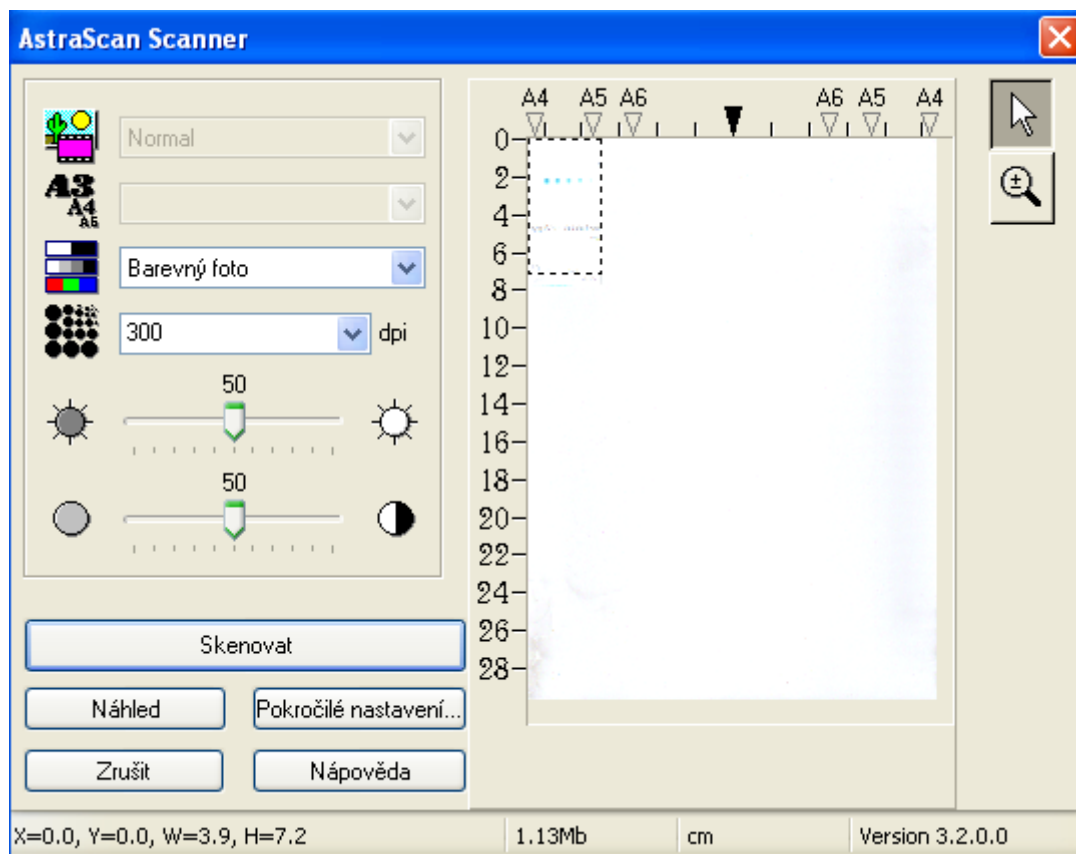 AstraScan Scanner
Normal
A3
A4
A5
Barevný foto
300 dpi
50
50
Skenovat
Náhled Pokročilé nastavení...
Zrušit Nápověda
A4 A5 A6 A6 A5 A4
0
2
4
6
8
10
12
14
16
18
20
22
24
26
28
X=0.0, Y=0.0, W=3.9, H=7.2 1.13Mb cm Version 3.2.0.0